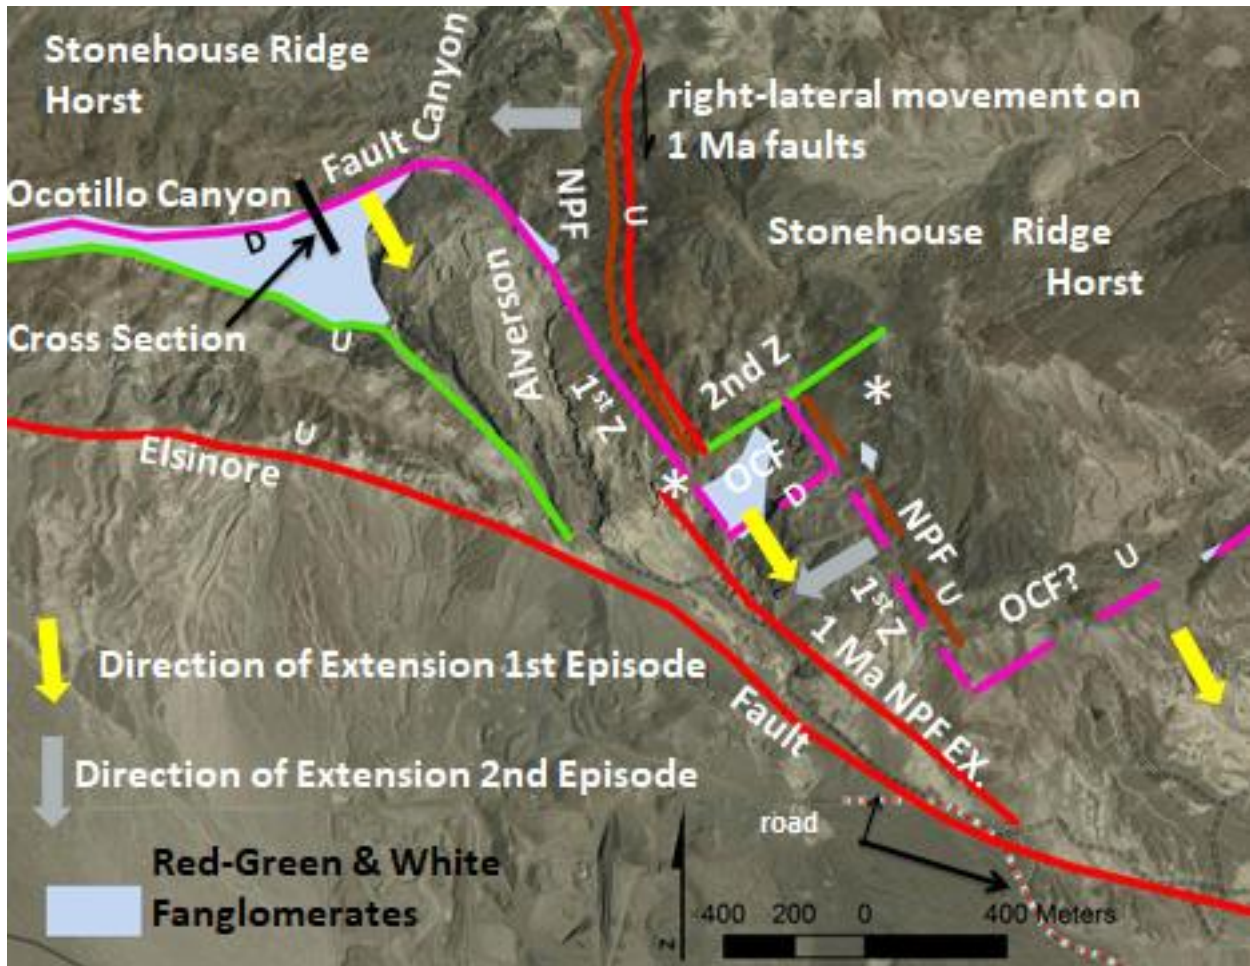 Stonehouse Ridge
Horst
Fault Canyon
right-lateral movement on
1 Ma faults
Ocotillo Canyon
NPF
U
D
Stonehouse Ridge
Horst
Cross Section
U
Alverson
1st Z
2nd Z
*
U
Elsinore
*
OCF
D
NPF
U
OCF?
U
1st Z
1 Ma NPF EX.
Direction of Extension 1st Episode
Fault
Direction of Extension 2nd Episode
road
Red-Green & White
Fanglomerates
N
400 200 0 400 Meters